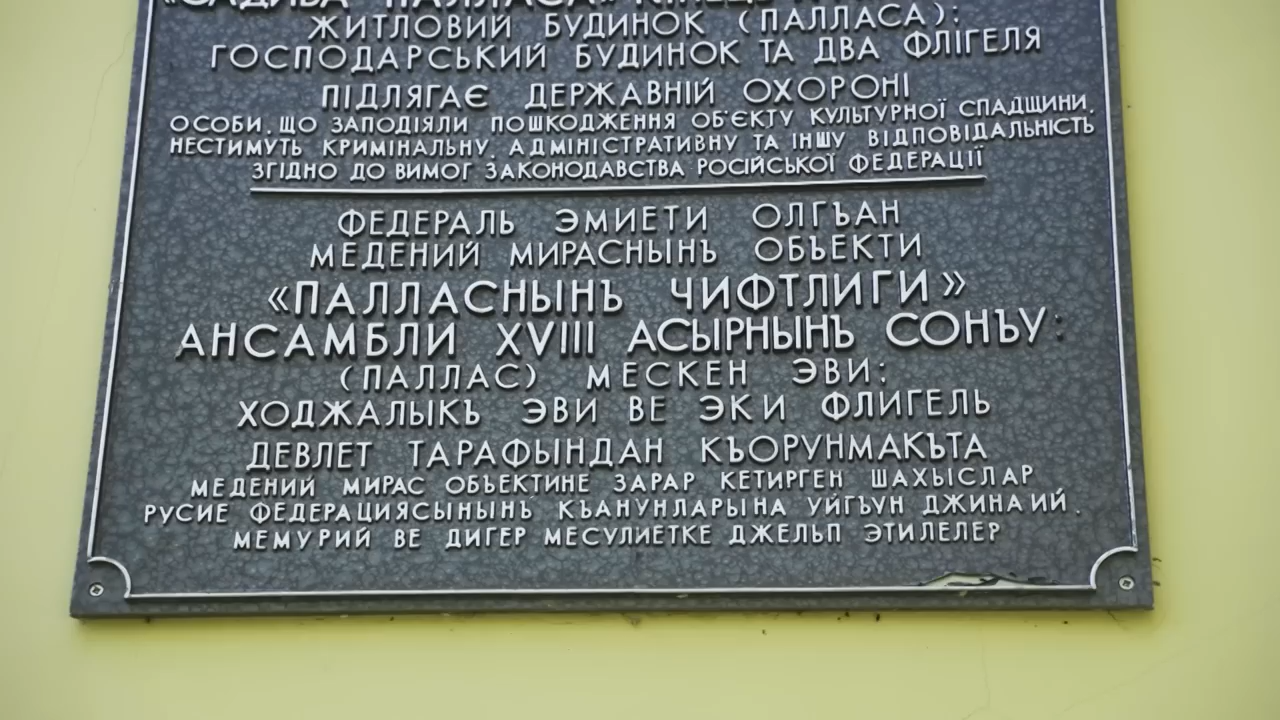 «САДИБА ПАЛЛАСА»
ЖИТЛОВИЙ БУДИНОК (ПАЛЛАСА):
ГОСПОДАРСЬКИЙ БУДИНОК ТА ДВА ФЛІГЕЛЯ
ПІДЛЯГАЄ ДЕРЖАВНІЙ ОХОРОНІ
ОСОБИ, ЩО ЗАПОДІЯЛИ ПОШКОДЖЕННЯ ОБ'ЄКТУ КУЛЬТУРНОЇ СПАДЩИНИ,
НЕСТИМУТЬ КРИМІНАЛЬНУ, АДМІНІСТРАТИВНУ ТА ІНШУ ВІДПОВІДАЛЬНІСТЬ
ЗГІДНО ДО ВИМОГ ЗАКОНОДАВСТВА РОСІЙСЬКОЇ ФЕДЕРАЦІЇ
ФЕДЕРАЛЬ ЭМИЕТИ ОЛГЪАН
МЕДЕНИЙ МИРАСНЫНЪ ОБЪЕКТИ
«ПАЛЛАСНЫНЪ ЧИФТЛИГИ»
АНСАМБЛИ XVIII АСЫРНЫНЪ СОНЪУ:
(ПАЛЛАС) МЕСКЕН ЭВИ:
ХОДЖАЛЫКЪ ЭВИ ВЕ ЭКИ ФЛИГЕЛЬ
ДЕВЛЕТ ТАРАФЫНДАН КЪОРУНМАКЪТА
МЕДЕНИЙ МИРАС ОБЪЕКТИНЕ ЗАРАР КЕТИРГЕН ШАХЫСЛАР
РУСИЕ ФЕДЕРАЦИЯСЫНЫНЪ КЪАНУНЛАРЫНА УЙГЪУН ДЖИНАИЙ,
МЕМУРИЙ ВЕ ДИГЕР МЕСУЛИЕТКЕ ДЖЕЛЬП ЭТИЛЕЛЕР